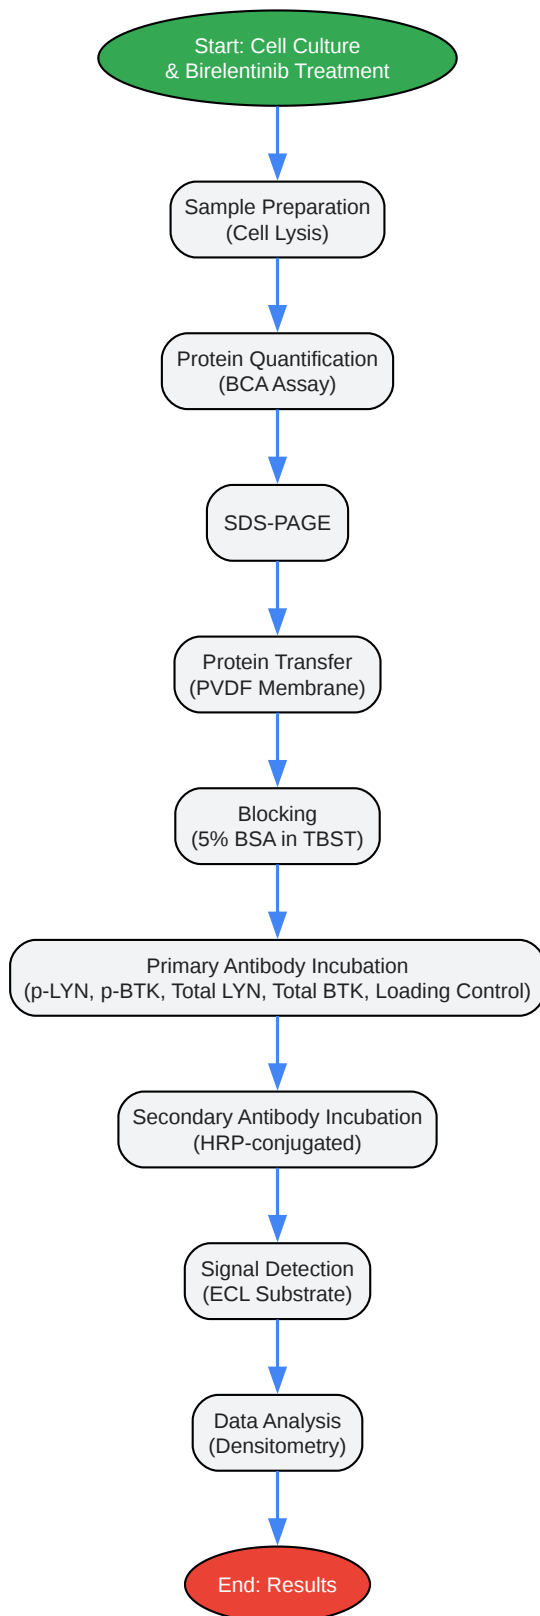 Start: Cell Culture
& Birelentinib Treatment
Sample Preparation
(Cell Lysis)
Protein Quantification
(BCA Assay)
SDS-PAGE
Protein Transfer
(PVDF Membrane)
Blocking
(5% BSA in TBST)
Primary Antibody Incubation
(p-LYN, p-BTK, Total LYN, Total BTK, Loading Control)
Secondary Antibody Incubation
(HRP-conjugated)
Signal Detection
(ECL Substrate)
Data Analysis
(Densitometry)
End: Results